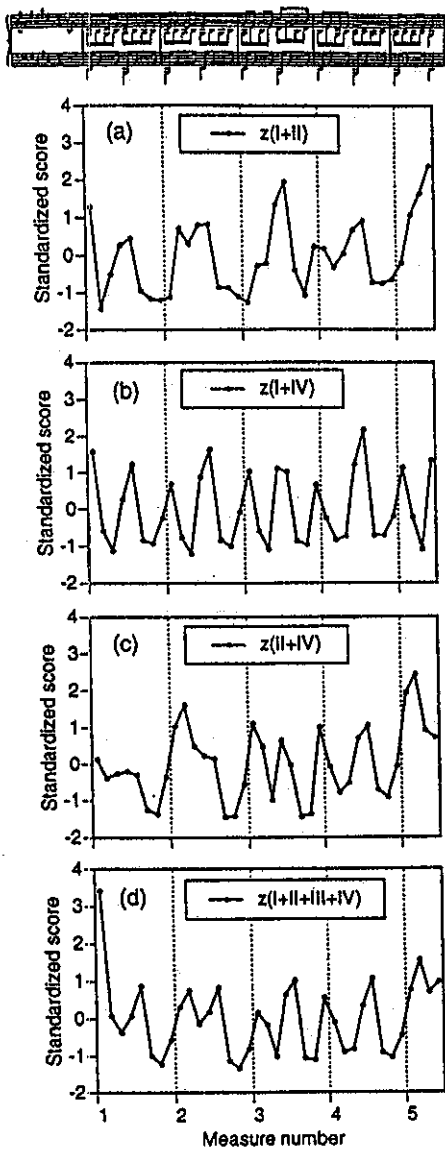 4
(a)
z(I+II)
3
2
1
0
-1
-2
Standardized score
4
(b)
z(I+IV)
3
2
1
0
-1
-2
Standardized score
4
(c)
z(II+IV)
3
2
1
0
-1
-2
Standardized score
4
(d)
z(I+II+III+IV)
3
2
1
0
-1
-2
Standardized score
1 2 3 4 5
Measure number